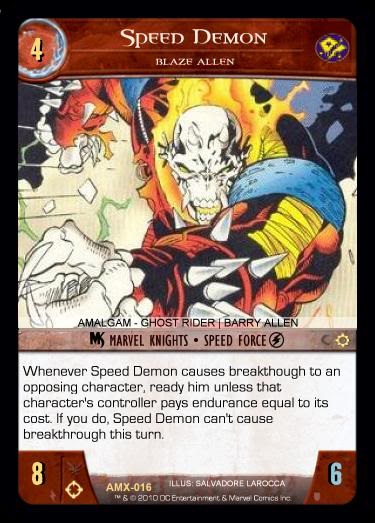 4
SPEED DEMON
BLAZE ALLEN
AMALGAM - GHOST RIDER | BARRY ALLEN
MK MARVEL KNIGHTS • SPEED FORCE
Whenever Speed Demon causes breakthough to an
opposing character, ready him unless that
character's controller pays endurance equal to its
cost. If you do, Speed Demon can't cause
breakthrough this turn.
8
AMX-016
ILLUS: SALVADORE LAROCCA
™ & © 2010 DC Entertainment & Marvel Comics Inc.
6